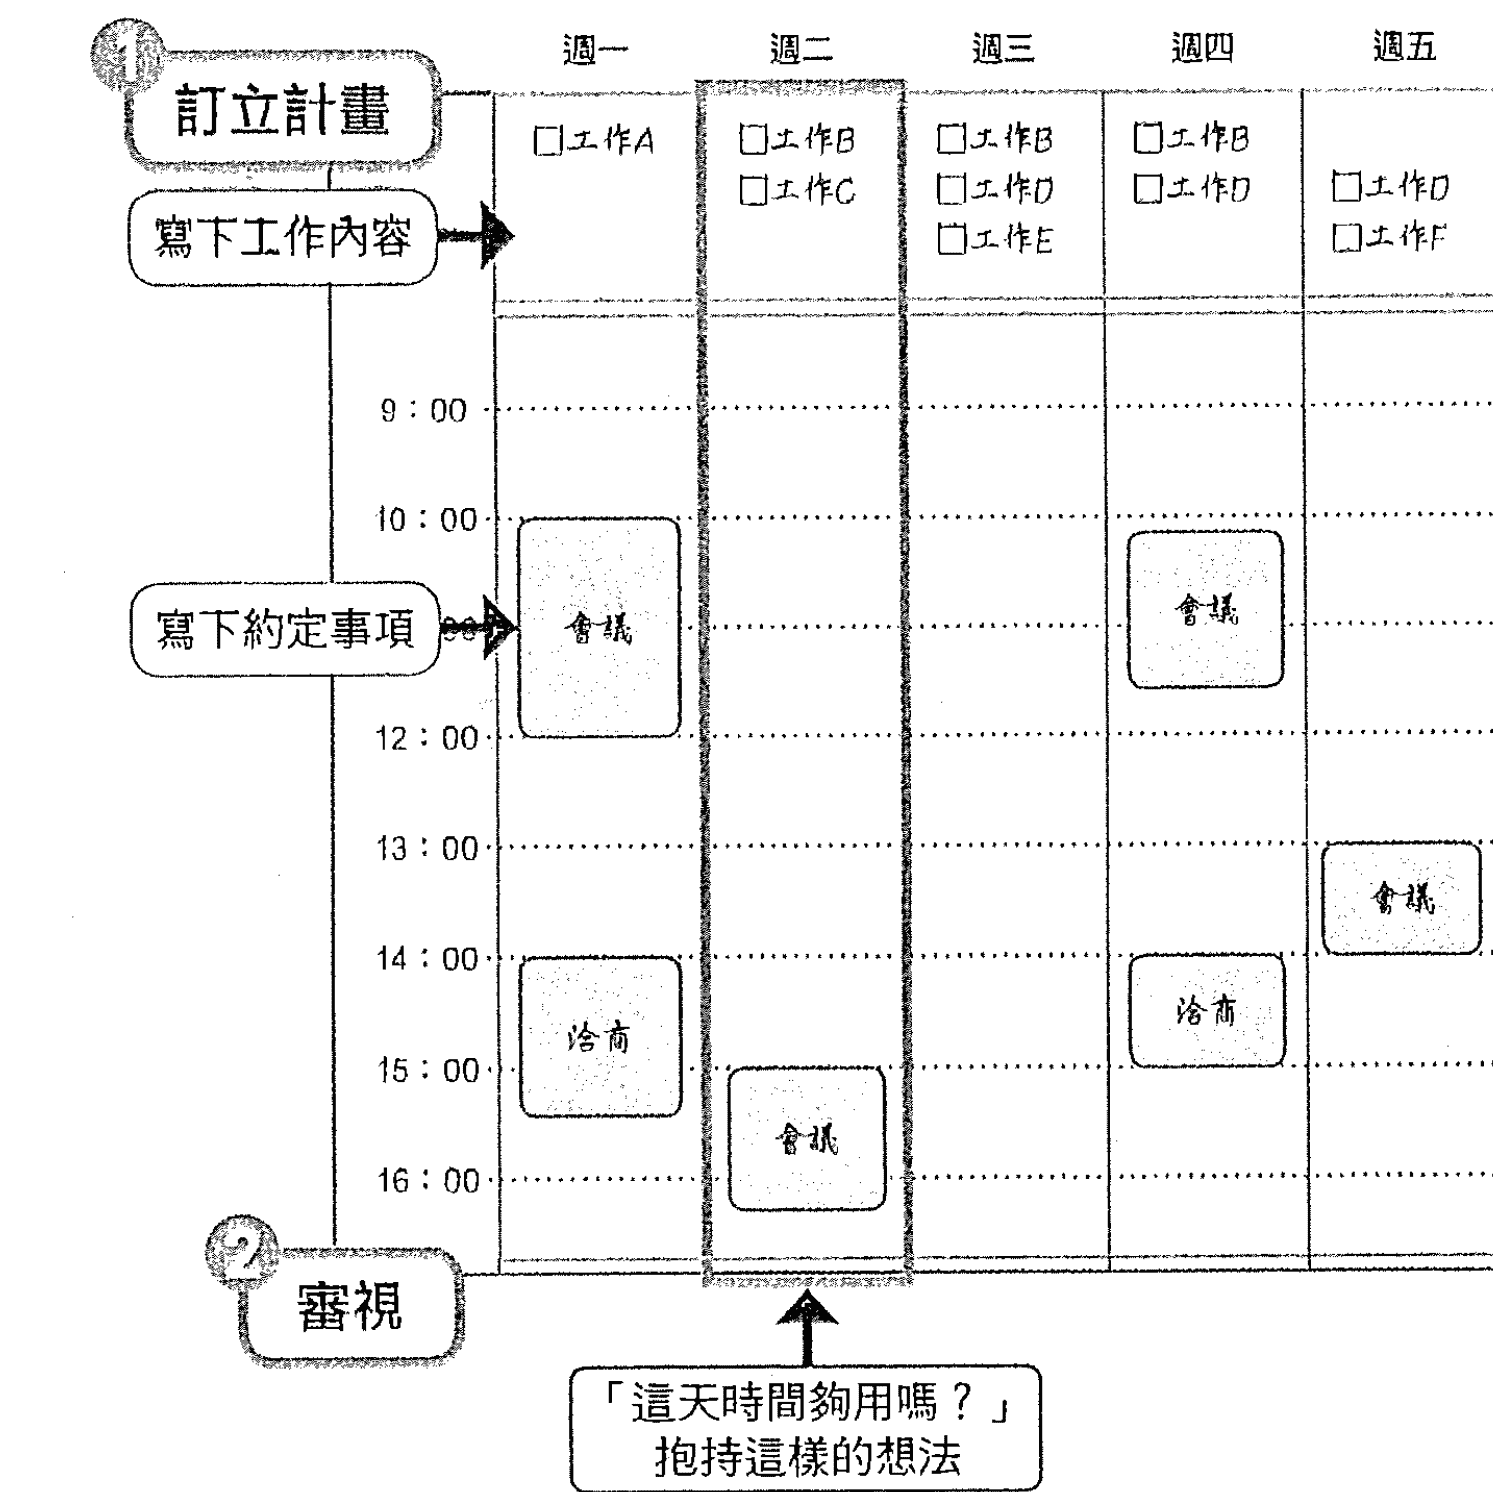 1
訂立計畫
週一 週二 週三 週四 週五
□工作A □工作B □工作B □工作B
□工作C □工作D □工作D □工作D
□工作E □工作F
寫下工作內容
9：00
10：00
會議 會議
寫下約定事項
00
12：00
13：00
會議
14：00
洽商 洽商
15：00
會議
16：00
2
審視
「這天時間夠用嗎？」
抱持這樣的想法